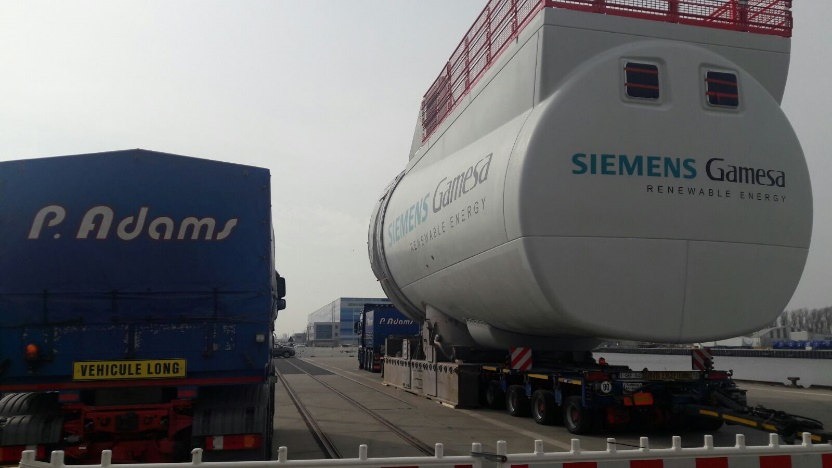 P. Adams
VEHICULE LONG
P. Adams
SIEMENS Gamesa
RENEWABLE ENERGY
SIEMENS Gamesa
RENEWABLE ENERGY